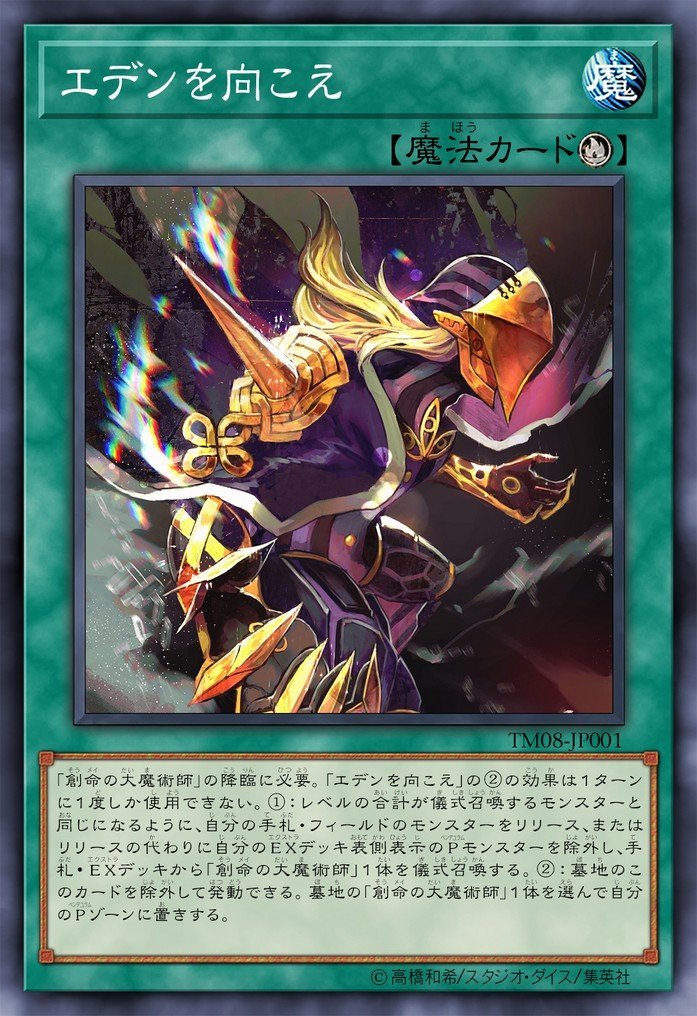 エデンを向こえ
魔
【魔法カード】
TM08-JP001
「創命の大魔術師」の降臨に必要。「エデンを向こえ」の②の効果は1ターン
に1度しか使用できない。①：レベルの合計が儀式召喚するモンスターと
同じになるように、自分の手札・フィールドのモンスターをリリース、または
リリースの代わりに自分のEXデッキ表側表示のPモンスターを除外し、手
札・EXデッキから「創命の大魔術師」1体を儀式召喚する。②：墓地のこ
のカードを除外して発動できる。墓地の「創命の大魔術師」1体を選んで自分
のPゾーンに置きする。
©高橋和希/スタジオ・ダイス/集英社